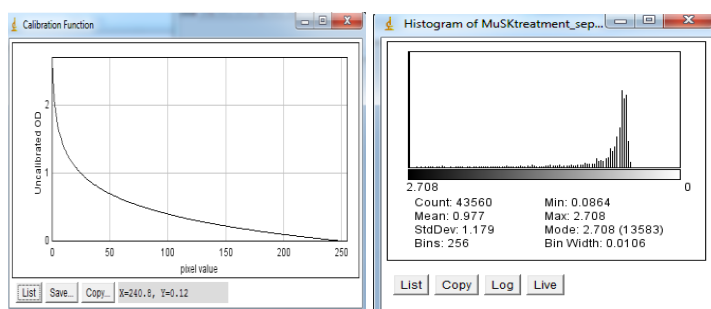 Calibration Function
Uncalibrated OD
2
1
0
0 50 100 150 200 250
pixel value
List Save... Copy... X=240.8, Y=0.12
Histogram of MuSKtreatment_sep...
2.708 0
Count: 43560 Min: 0.0864
Mean: 0.977 Max: 2.708
StdDev: 1.179 Mode: 2.708 (13583)
Bins: 256 Bin Width: 0.0106
List Copy Log Live